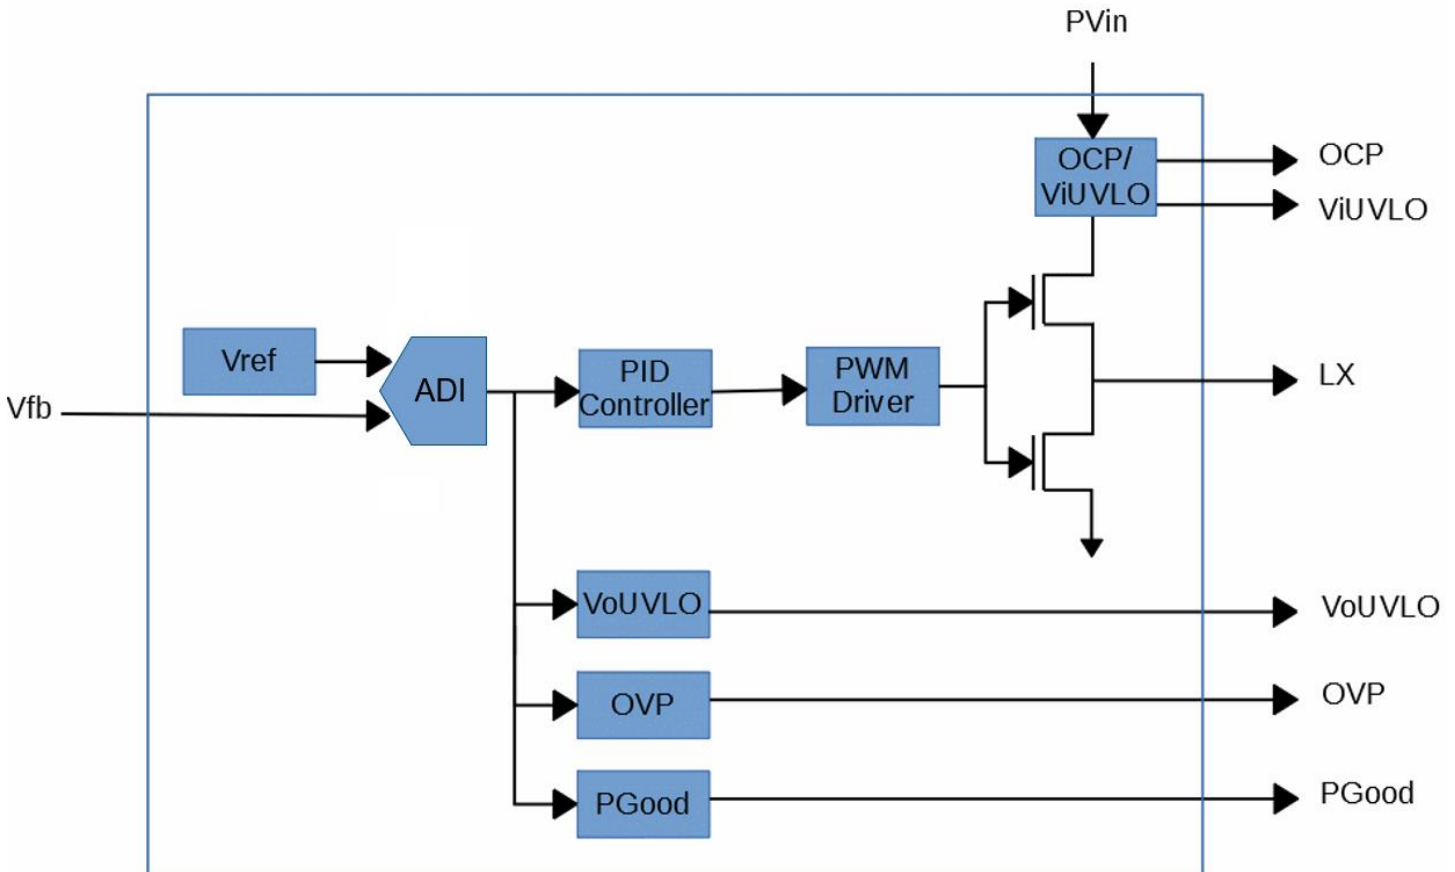 PVin
OCP/
ViUVLO
OCP
ViUVLO
Vref
ADI
PID
Controller
PWM
Driver
LX
Vfb
VoUVLO
VoUVLO
OVP
OVP
PGood
PGood